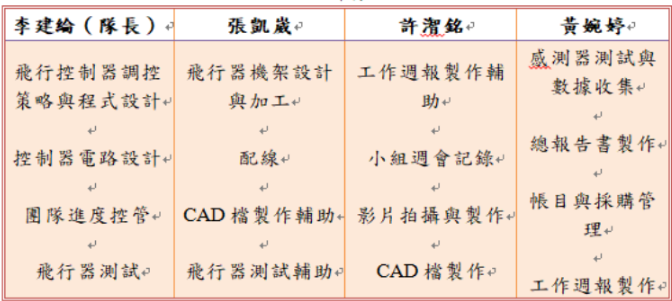 李建綸（隊長） 張凱崴 許溍銘 黃婉婷
飛行控制器調控
策略與程式設計
控制器電路設計
團隊進度控管
飛行器測試
飛行器機架設計
與加工
配線
CAD 檔製作輔助
飛行器測試輔助
工作週報製作輔
助
小組週會記錄
影片拍攝與製作
CAD 檔製作
感測器測試與
數據收集
總報告書製作
帳目與採購管
理
工作週報製作